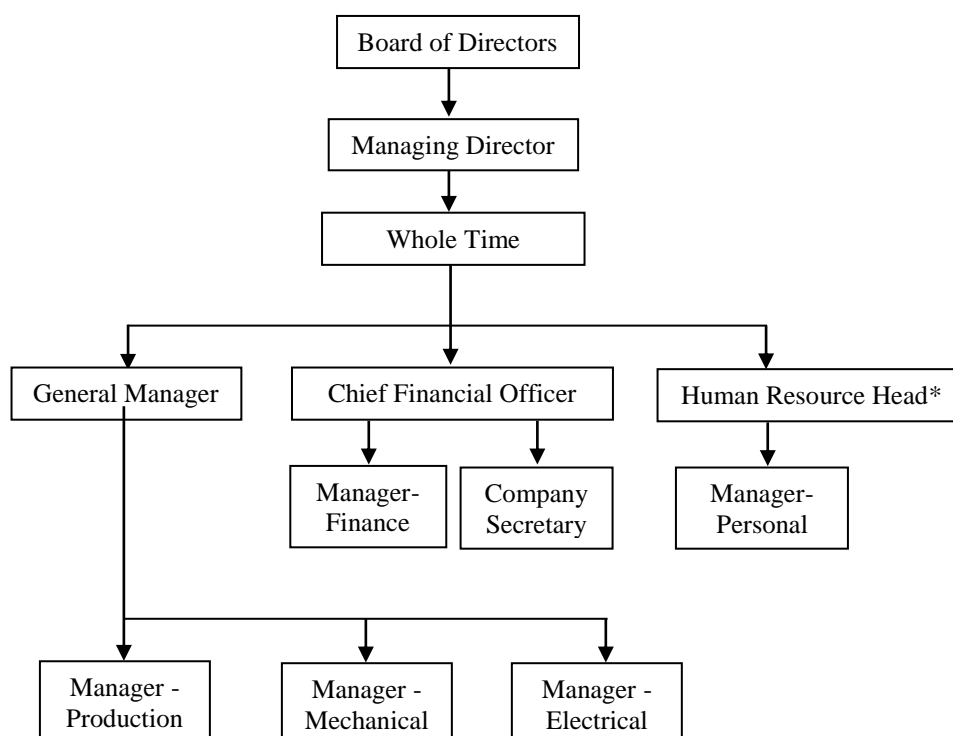 Board of Directors
Managing Director
Whole Time
General Manager
Chief Financial Officer
Human Resource Head*
Manager-
Finance
Company
Secretary
Manager-
Personal
Manager -
Production
Manager -
Mechanical
Manager -
Electrical